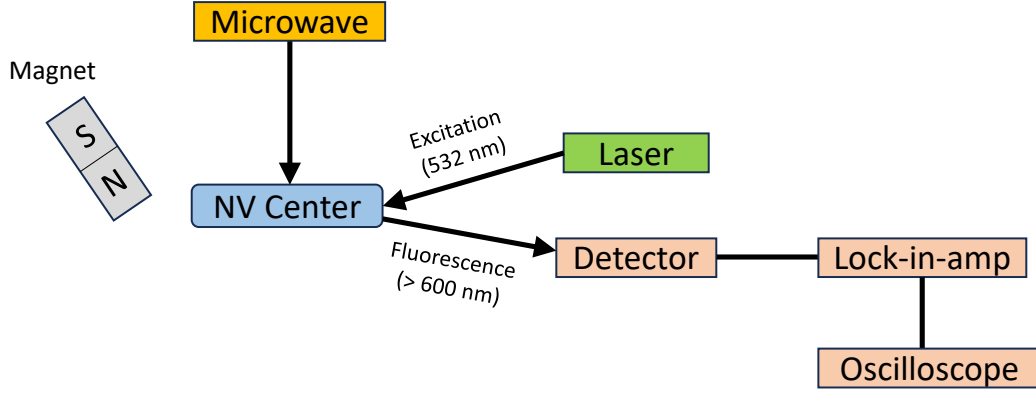 Microwave
Magnet
S
N
Excitation
(532 nm)
Laser
NV Center
Fluorescence
(> 600 nm)
Detector
Lock-in-amp
Oscilloscope